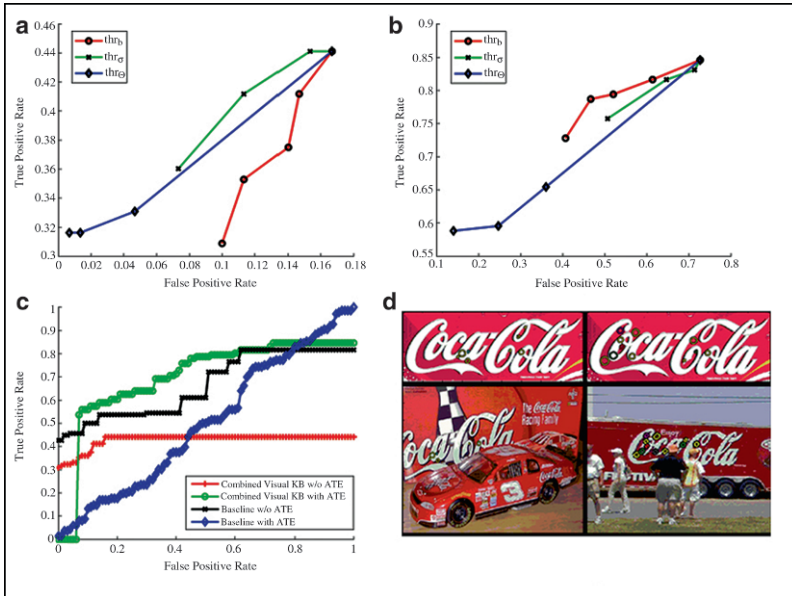 a
0.46
0.44
0.42
0.4
0.38
0.36
0.34
0.32
0.3
True Positive Rate
thr_b
thr_σ
thr_Θ
0 0.02 0.04 0.06 0.08 0.1 0.12 0.14 0.16 0.18
False Positive Rate
b
0.9
0.85
0.8
0.75
0.7
0.65
0.6
0.55
True Positive Rate
thr_b
thr_σ
thr_Θ
0.1 0.2 0.3 0.4 0.5 0.6 0.7 0.8
False Positive Rate
c
1
0.9
0.8
0.7
0.6
0.5
0.4
0.3
0.2
0.1
0
True Positive Rate
Combined Visual KB w/o ATE
Combined Visual KB with ATE
Baseline w/o ATE
Baseline with ATE
0 0.2 0.4 0.6 0.8 1
False Positive Rate
d
Coca-Cola
Coca-Cola
The Coca-Cola
Racing Family
Coca-Cola
3
Enjoy
Coca-Cola